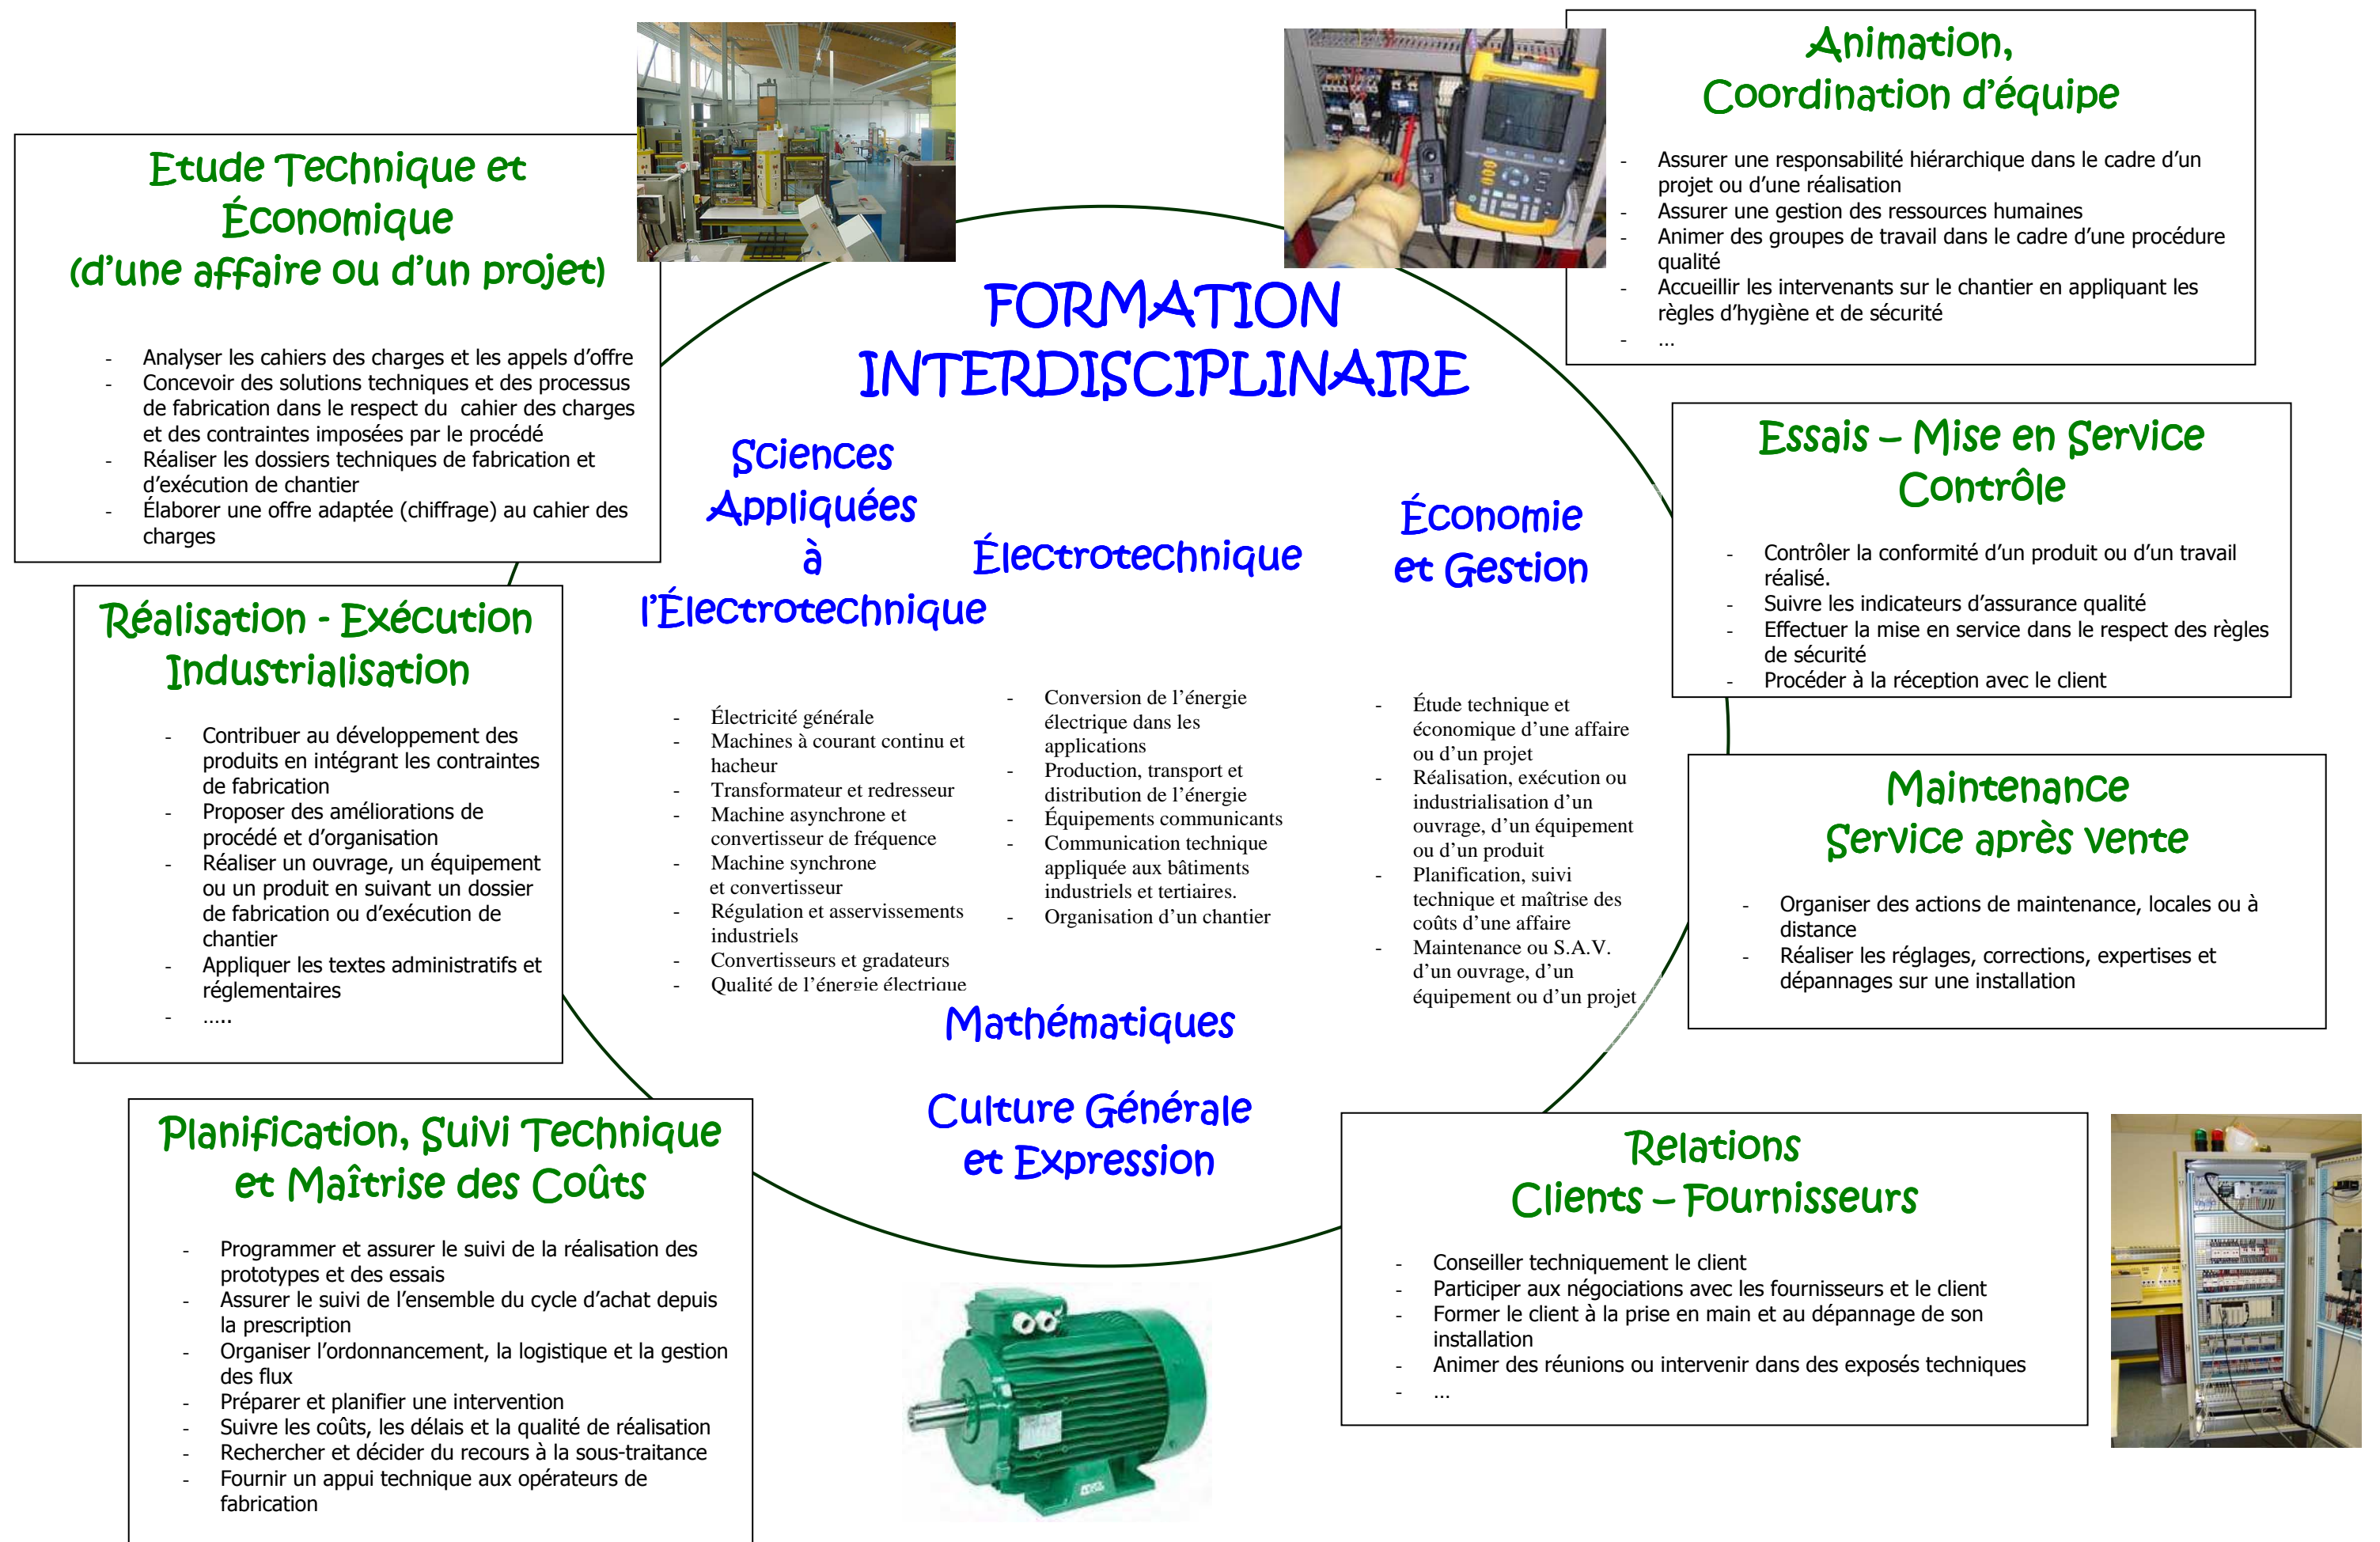 Etude Technique et
Économique
(d'une affaire ou d'un projet)
- Analyser les cahiers des charges et les appels d'offre
- Concevoir des solutions techniques et des processus
de fabrication dans le respect du cahier des charges
et des contraintes imposées par le procédé
- Réaliser les dossiers techniques de fabrication et
d'exécution de chantier
- Élaborer une offre adaptée (chiffrage) au cahier des
charges
Réalisation - Exécution
Industrialisation
- Contribuer au développement des
produits en intégrant les contraintes
de fabrication
- Proposer des améliorations de
procédé et d'organisation
- Réaliser un ouvrage, un équipement
ou un produit en suivant un dossier
de fabrication ou d'exécution de
chantier
- Appliquer les textes administratifs et
réglementaires
- .....
Planification, Suivi Technique
et Maîtrise des Coûts
- Programmer et assurer le suivi de la réalisation des
prototypes et des essais
- Assurer le suivi de l'ensemble du cycle d'achat depuis
la prescription
- Organiser l'ordonnancement, la logistique et la gestion
des flux
- Préparer et planifier une intervention
- Suivre les coûts, les délais et la qualité de réalisation
- Rechercher et décider du recours à la sous-traitance
- Fournir un appui technique aux opérateurs de
fabrication
FORMATION
INTERDISCIPLINAIRE
Sciences
Appliquées
à
l'Électrotechnique
- Électricité générale
- Machines à courant continu et
hacheur
- Transformateur et redresseur
- Machine asynchrone et
convertisseur de fréquence
- Machine synchrone
et convertisseur
- Régulation et asservissements
industriels
- Convertisseurs et gradateurs
- Qualité de l'énergie électrique
Électrotechnique
- Conversion de l'énergie
électrique dans les
applications
- Production, transport et
distribution de l'énergie
- Équipements communicants
- Communication technique
appliquée aux bâtiments
industriels et tertiaires.
- Organisation d'un chantier
Économie
et Gestion
- Étude technique et
économique d'une affaire
ou d'un projet
- Réalisation, exécution ou
industrialisation d'un
ouvrage, d'un équipement
ou d'un produit
- Planification, suivi
technique et maîtrise des
coûts d'une affaire
- Maintenance ou S.A.V.
d'un ouvrage, d'un
équipement ou d'un projet
Mathématiques
Culture Générale
et Expression
Animation,
Coordination d'équipe
- Assurer une responsabilité hiérarchique dans le cadre d'un
projet ou d'une réalisation
- Assurer une gestion des ressources humaines
- Animer des groupes de travail dans le cadre d'une procédure
qualité
- Accueillir les intervenants sur le chantier en appliquant les
règles d'hygiène et de sécurité
- ...
Essais – Mise en Service
Contrôle
- Contrôler la conformité d'un produit ou d'un travail
réalisé.
- Suivre les indicateurs d'assurance qualité
- Effectuer la mise en service dans le respect des règles
de sécurité
- Procéder à la réception avec le client
Maintenance
Service après vente
- Organiser des actions de maintenance, locales ou à
distance
- Réaliser les réglages, corrections, expertises et
dépannages sur une installation
Relations
Clients – Fournisseurs
- Conseiller techniquement le client
- Participer aux négociations avec les fournisseurs et le client
- Former le client à la prise en main et au dépannage de son
installation
- Animer des réunions ou intervenir dans des exposés techniques
- ...